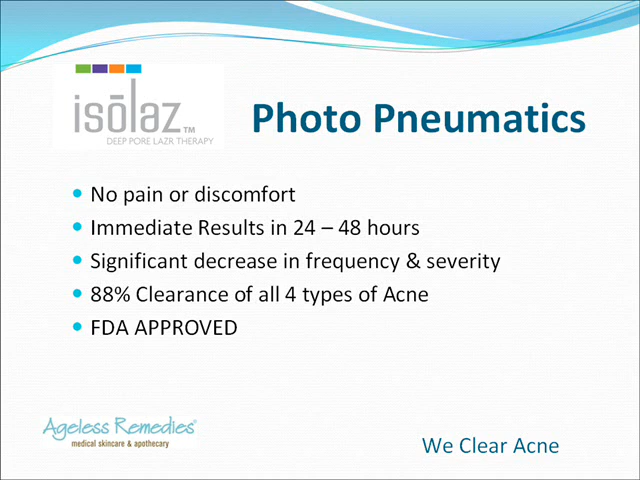 isōlaz™
DEEP PORE LAZR THERAPY
Photo Pneumatics
No pain or discomfort
Immediate Results in 24 – 48 hours
Significant decrease in frequency & severity
88% Clearance of all 4 types of Acne
FDA APPROVED
Ageless Remedies®
medical skincare & apothecary
We Clear Acne